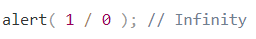 alert( 1 / 0 ); // Infinity